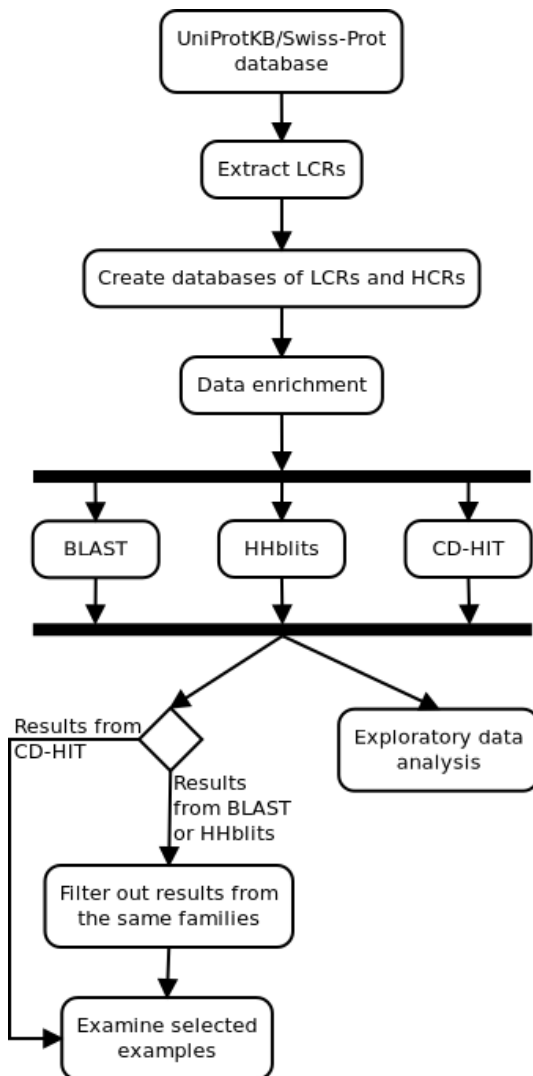 UniProtKB/Swiss-Prot
database
Extract LCRs
Create databases of LCRs and HCRs
Data enrichment
BLAST
HHblits
CD-HIT
Results from
CD-HIT
Exploratory data
analysis
Results
from BLAST
or HHblits
Filter out results from
the same families
Examine selected
examples